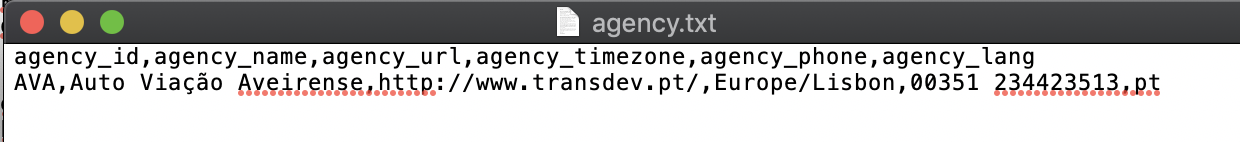 agency.txt
agency_id,agency_name,agency_url,agency_timezone,agency_phone,agency_lang
AVA,Auto Viação Aveirense,http://www.transdev.pt/,Europe/Lisbon,00351 234423513,pt